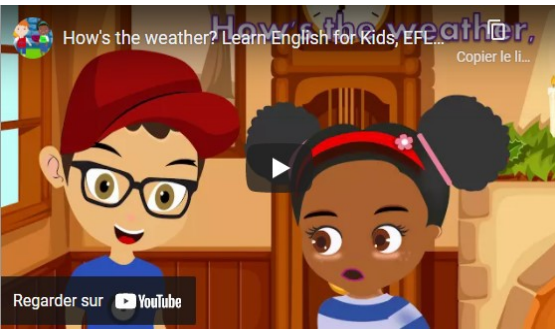 How's the weather,
How's the weather? Learn English for Kids, EFL...
Copier le li...
Regarder sur YouTube